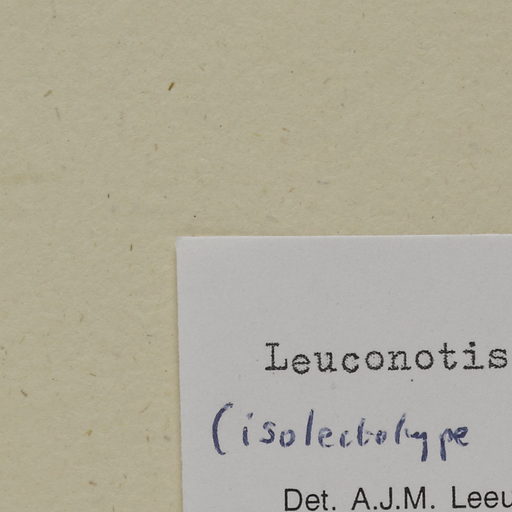 Leuconotis
(isolectotype
Det. A.J.M. Leeu